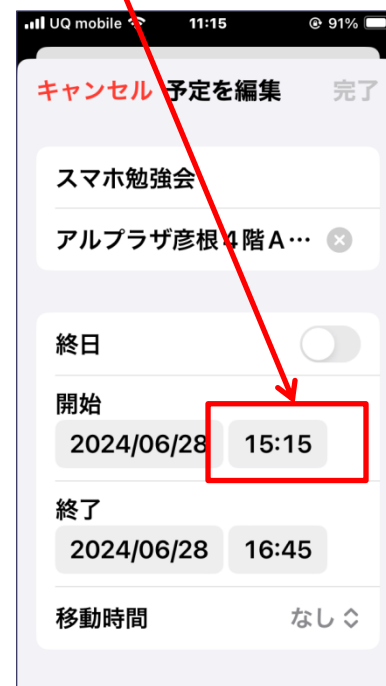 UQ mobile 11:15 91%
キャンセル 予定を編集 完了
スマホ勉強会
アルプラザ彦根４階A…
終日
開始
2024/06/28 15:15
終了
2024/06/28 16:45
移動時間 なし